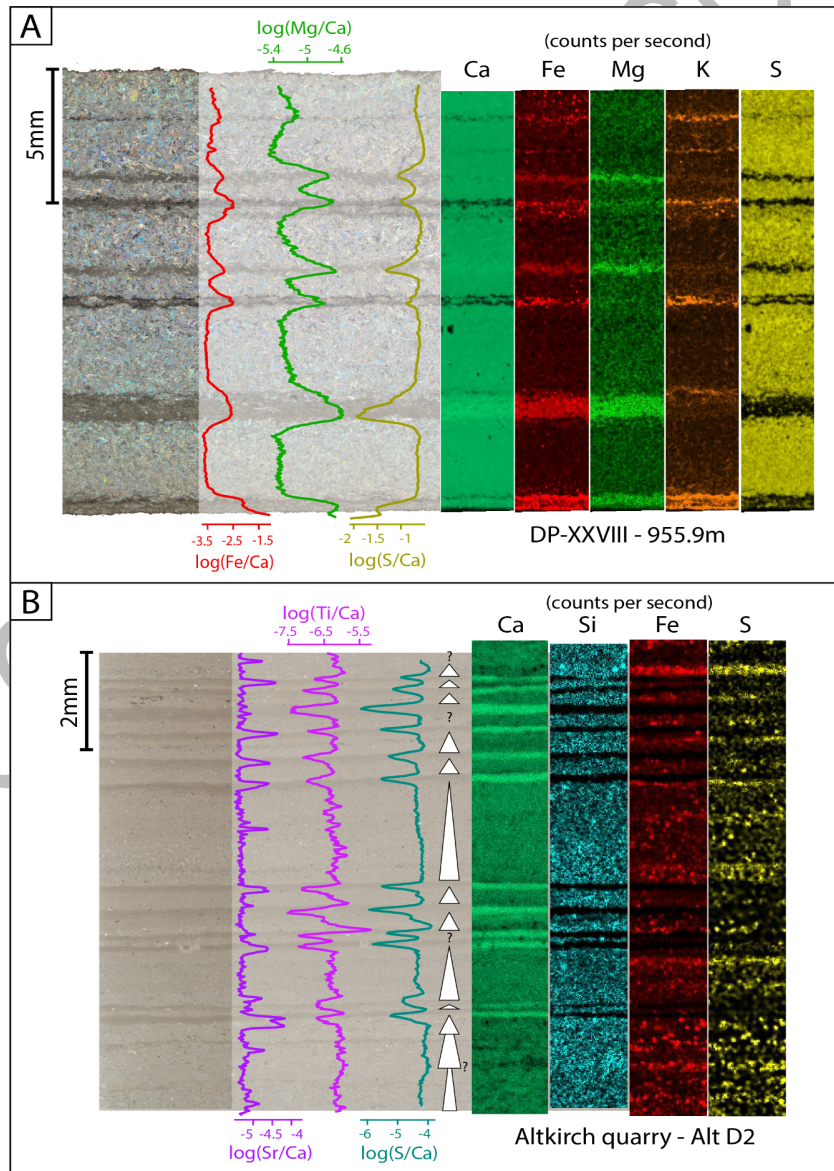 A
log(Mg/Ca)
-5.4 -5 -4.6
(counts per second)
Ca Fe Mg K S
5mm
-3.5 -2.5 -1.5
log(Fe/Ca)
-2 -1.5 -1
log(S/Ca)
DP-XXVIII - 955.9m
B
log(Ti/Ca)
-7.5 -6.5 -5.5
(counts per second)
Ca Si Fe S
2mm
?
?
?
?
-5 -4.5 -4
log(Sr/Ca)
-6 -5 -4
log(S/Ca)
Altkirch quarry - Alt D2